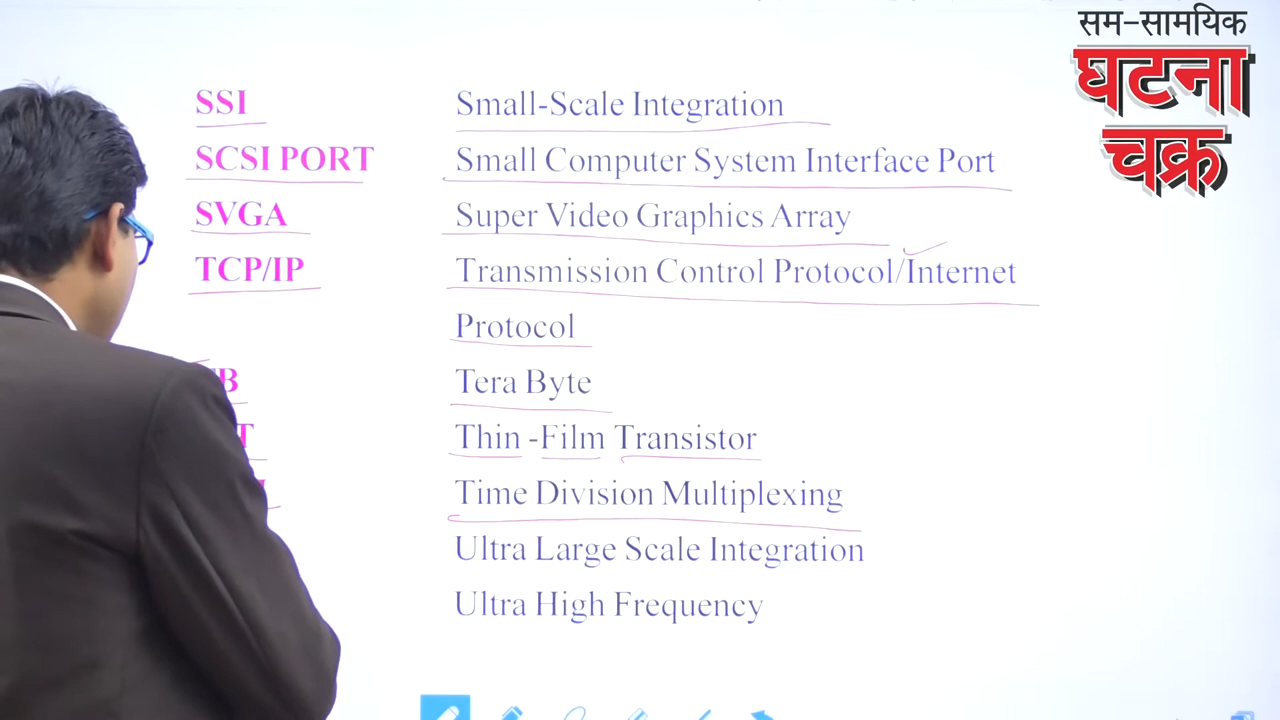 सम-सामयिक
घटना
चक्र
SSI Small-Scale Integration
SCSI PORT Small Computer System Interface Port
SVGA Super Video Graphics Array
TCP/IP Transmission Control Protocol/Internet
Protocol
Tera Byte
Thin -Film Transistor
Time Division Multiplexing
Ultra Large Scale Integration
Ultra High Frequency